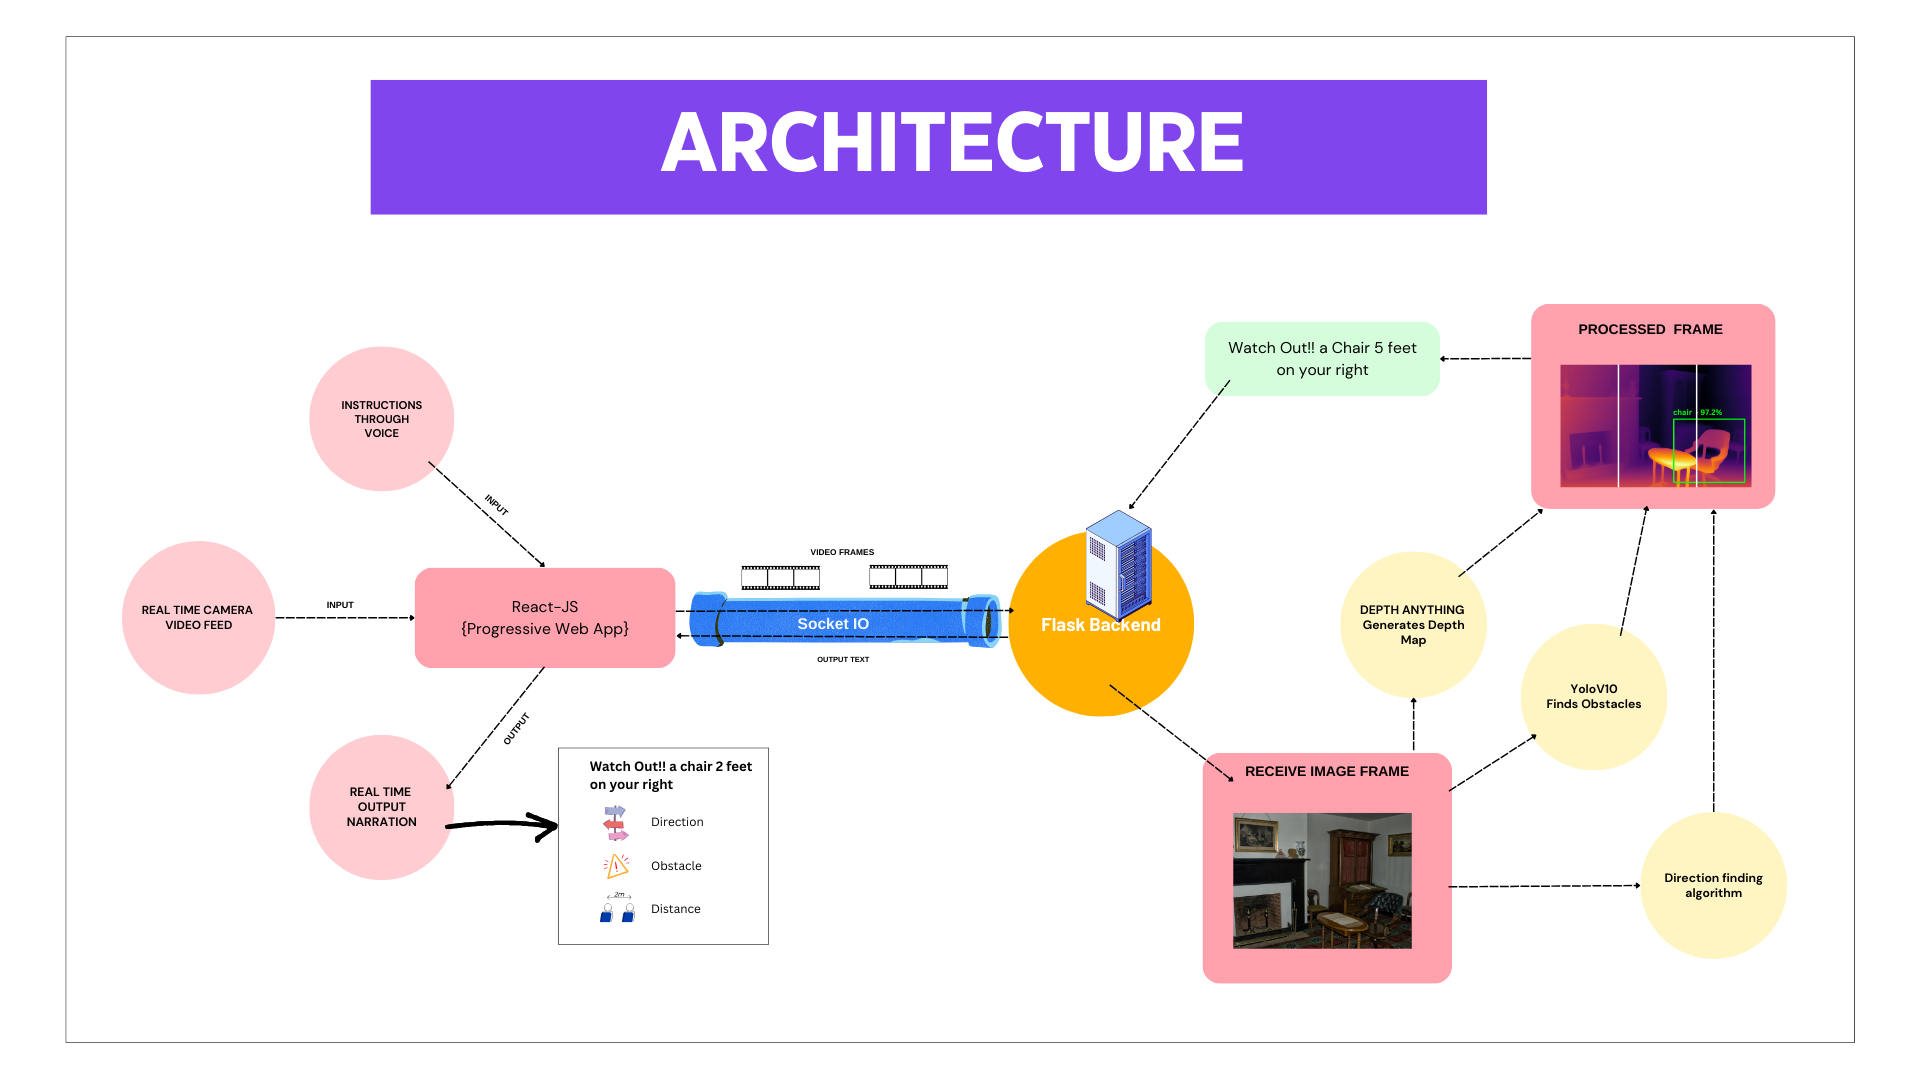 ARCHITECTURE
INSTRUCTIONS
THROUGH
VOICE
INPUT
REAL TIME CAMERA
VIDEO FEED
INPUT
React-JS
{Progressive Web App}
OUTPUT
REAL TIME
OUTPUT
NARRATION
Watch Out!! a chair 2 feet
on your right
Direction
Obstacle
2m
Distance
VIDEO FRAMES
Socket IO
OUTPUT TEXT
Flask Backend
Watch Out!! a Chair 5 feet
on your right
PROCESSED FRAME
chair 97.2%
DEPTH ANYTHING
Generates Depth
Map
YoloV10
Finds Obstacles
RECEIVE IMAGE FRAME
Direction finding
algorithm